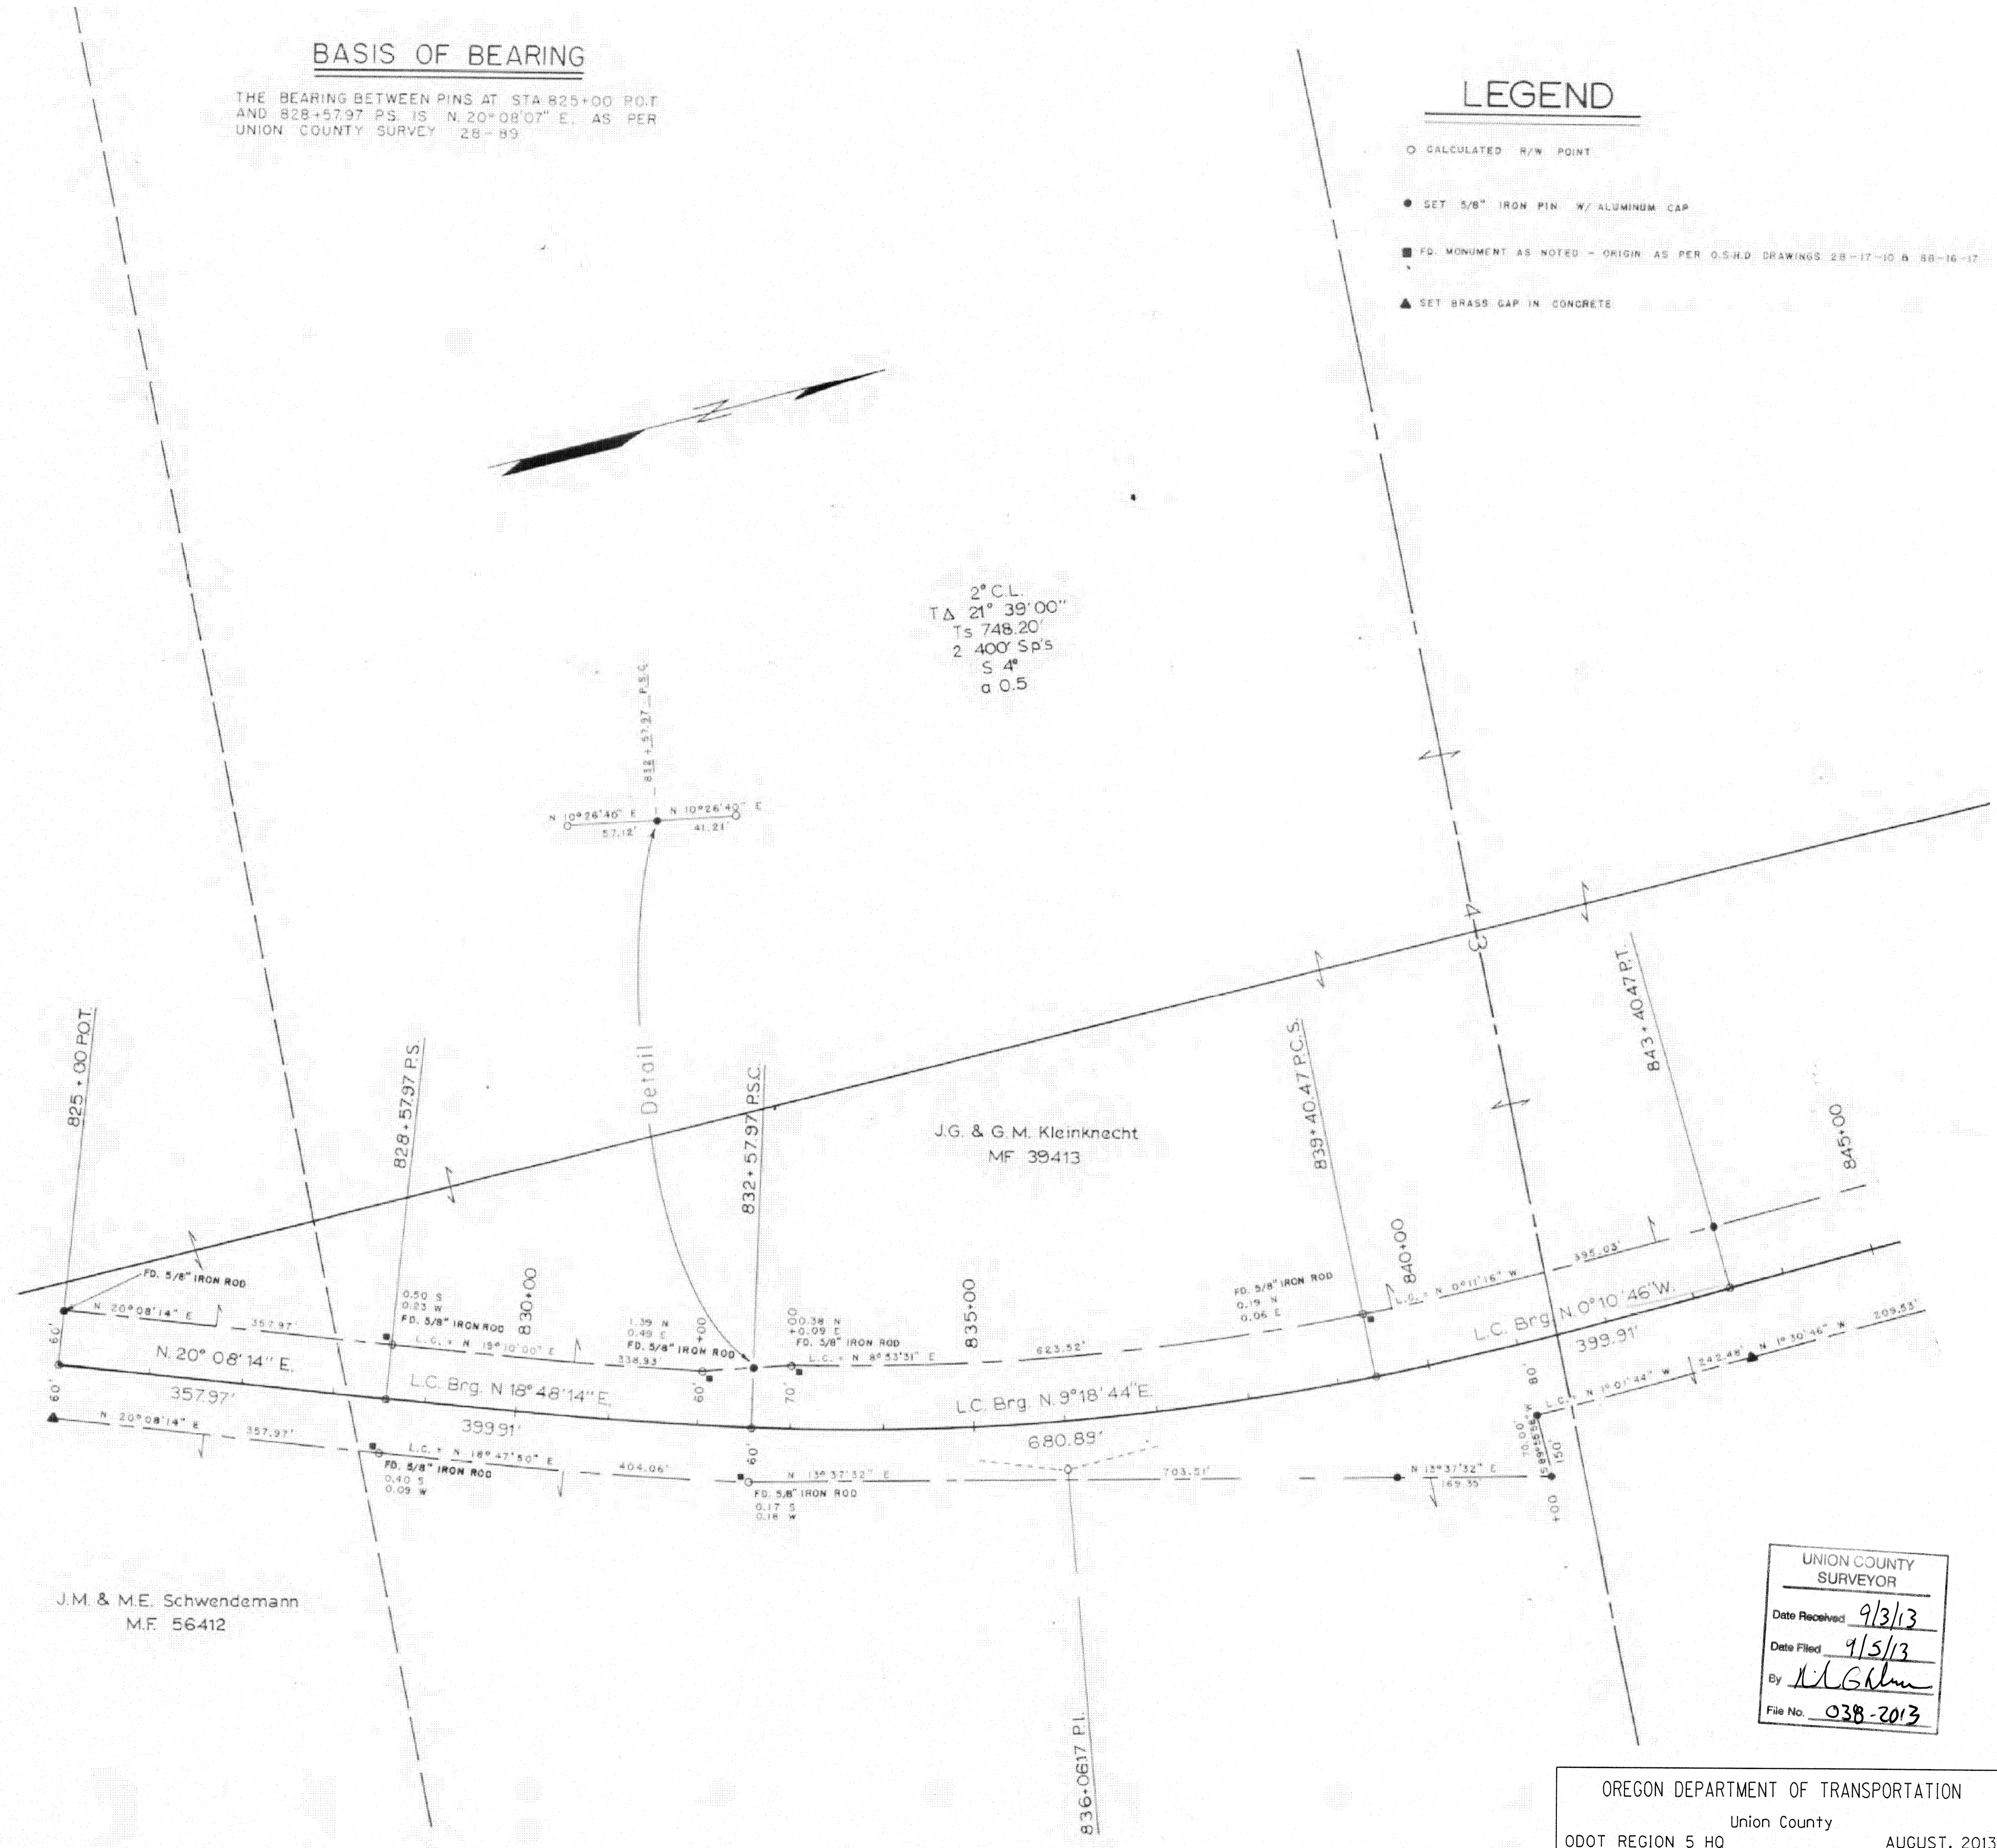 BASIS OF BEARING
THE BEARING BETWEEN PINS AT STA 825+00 P.O.T.
AND 828+57.97 P.S. IS N. 20° 08'07" E. AS PER
UNION COUNTY SURVEY 28-89
LEGEND
CALCULATED R/W POINT
SET 5/8" IRON PIN W/ ALUMINUM CAP
FD. MONUMENT AS NOTED - ORIGIN AS PER O.S.H.D. DRAWINGS 28-17-10 & 8B-16-17
SET BRASS CAP IN CONCRETE
N
2° C.L.
T∆ 21° 39'00"
Ts 748.20'
2 400' Sp's
S 4°
a 0.5
832+57.97 P.S.C.
N 10°26'40" E
57.12'
N 10°26'40" E
41.21'
Detail
4
3
825+00 P.O.T.
828+57.97 P.S.
830+00
832+57.97 P.S.C.
835+00
839+40.47 P.C.S.
840+00
843+40.47 P.T.
845+00
J.G. & G.M. Kleinknecht
MF 39413
FD. 5/8" IRON ROD
N 20°08'14" E
357.97'
0.50 S
0.23 W
FD. 5/8" IRON ROD
L.C. = N 15°10'00" E
338.93'
1.39 N
0.49 E
FD. 5/8" IRON ROD
+00
0.38 N
0.09 E
FD. 5/8" IRON ROD
L.C. = N 8°53'31" E
623.52'
FD. 5/8" IRON ROD
0.19 N
0.06 E
L.C. = N 0°11'16" W
395.03'
60'
N. 20° 08' 14" E.
357.97'
L.C. Brg. N 18° 48' 14" E.
399.91'
60'
70'
L.C. Brg. N. 9° 18' 44" E.
680.89'
L.C. Brg. N. 0° 10' 46" W.
399.91'
60'
N 20°08'14" E
357.97'
L.C. = N 18°47'50" E
404.06'
FD. 5/8" IRON ROD
0.40 S
0.09 W
60'
N 13°37'32" E
703.51'
FD. 5/8" IRON ROD
0.17 S
0.18 W
N 13°37'32" E
169.35'
80'
L.C. = N 1°01'44" W
242.48'
N 1°30'46" W
209.53'
70.00'
S 89°55'58" W
150'
+00
836+06.17 P.I.
J.M. & M.E. Schwendemann
M.F. 56412
UNION COUNTY
SURVEYOR
Date Received 9/3/13
Date Filed 9/5/13
By
File No. 038-2013
OREGON DEPARTMENT OF TRANSPORTATION
Union County
ODOT REGION 5 HQ AUGUST, 2013